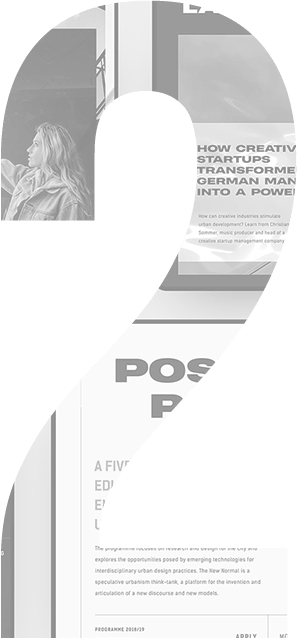 HOW CREATIV
STARTUPS
TRANSFORME
GERMAN MAN
INTO A POWE
How can creative industries stimulate
urban development? Learn from Christian
Sommer, music producer and head of a
creative startup management company
POS
P
A FIVE
EDU
The programme focuses on research and design for the city and
explores the opportunities posed by emerging technologies for
interdisciplinary urban design practices. The New Normal is a
speculative urbanism think-tank, a platform for the invention and
articulation of a new discourse and new models.
PROGRAMME 2018/19
APPLY